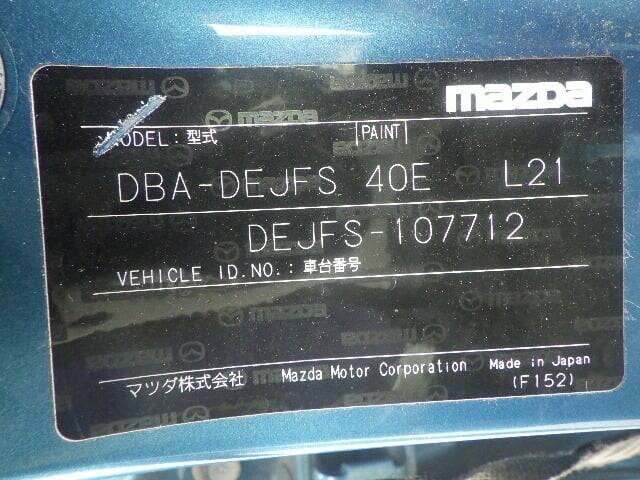 mazda
MODEL : 型式 PAINT
DBA-DEJFS 40E L21
DEJFS-107712
VEHICLE ID.NO. : 車台番号
マツダ株式会社 Mazda Motor Corporation Made in Japan
(F152)